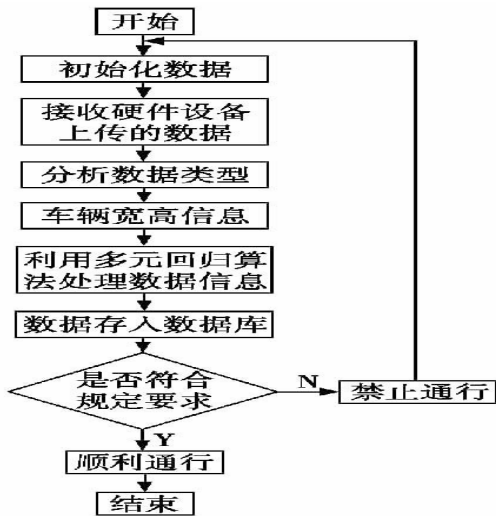 开始
初始化数据
接收硬件设备
上传的数据
分析数据类型
车辆宽高信息
利用多元回归算
法处理数据信息
数据存入数据库
是否符合
规定要求
N
禁止通行
Y
顺利通行
结束